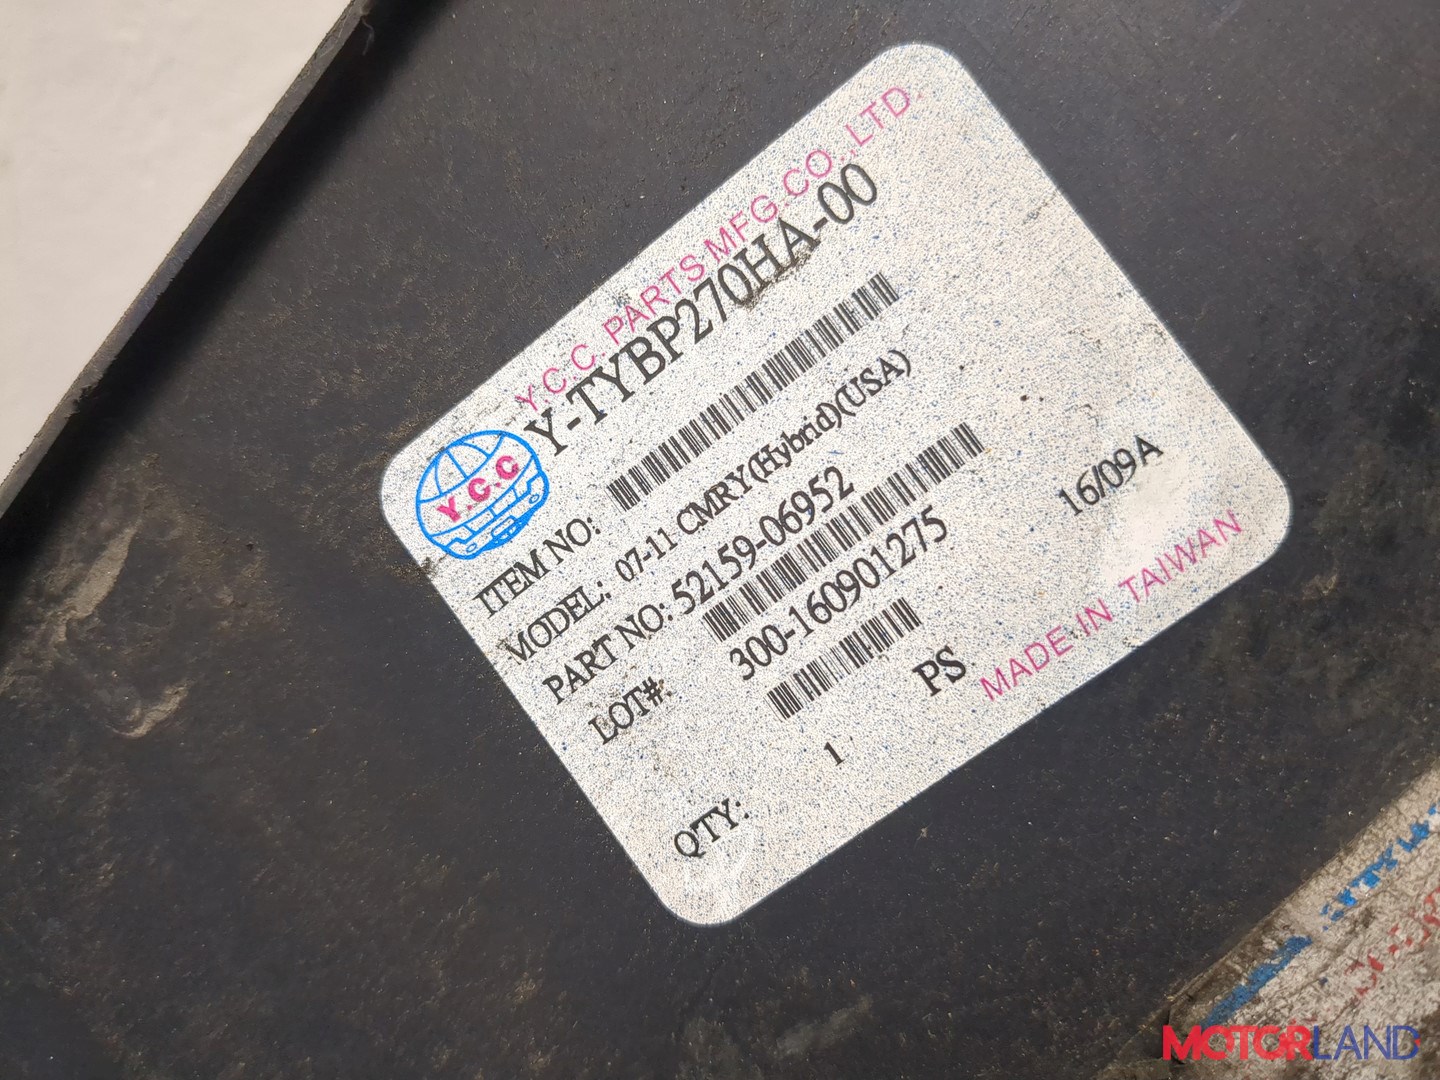 Y.C.C. PARTS MFG.CO.,LTD.
Y.C.C
Y-TYBP270HA-00
ITEM NO:
MODEL: 07-11 CMRY(Hybrid)(USA)
PART NO: 52159-06952
LOT#: 300-160901275
16/09A
QTY: 1 PS
MADE IN TAIWAN
MOTORLAND